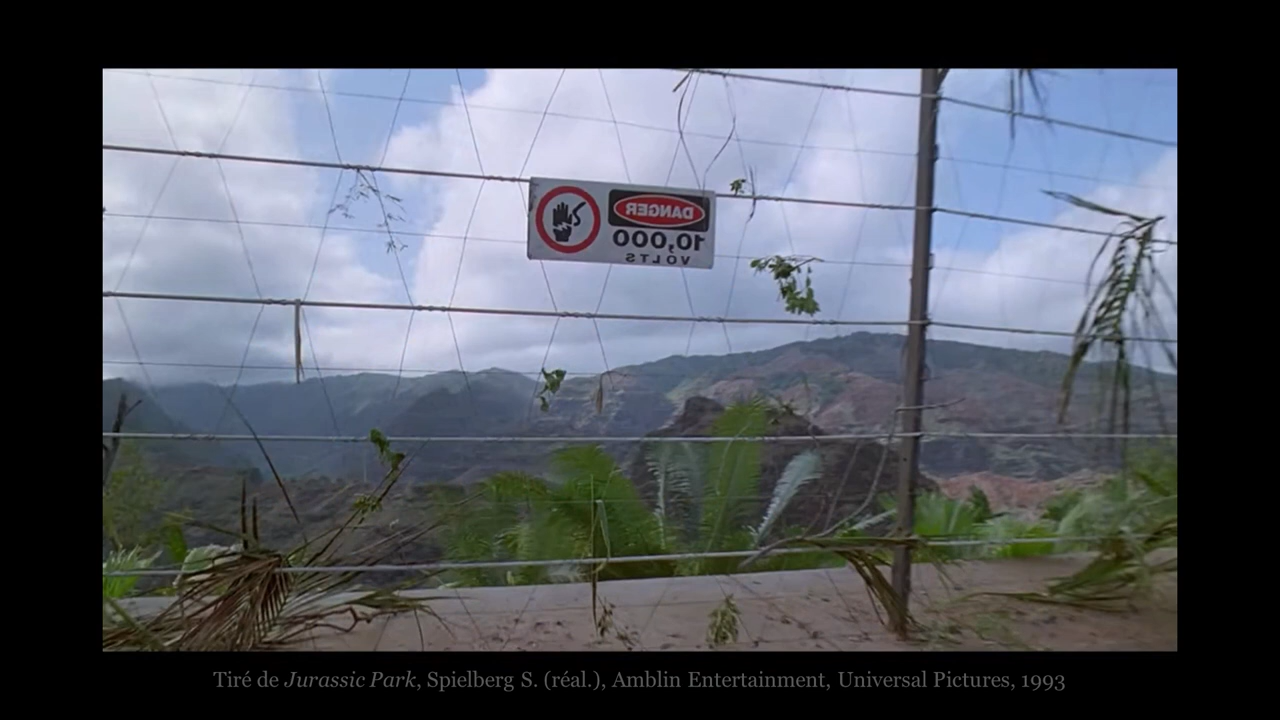 DANGER
10,000
VOLTS
Tiré de Jurassic Park, Spielberg S. (réal.), Amblin Entertainment, Universal Pictures, 1993